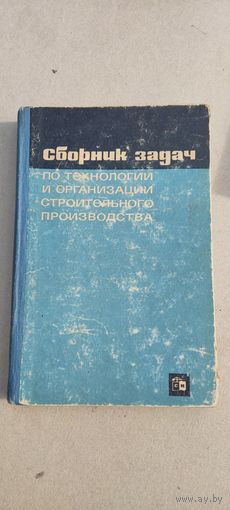 Сборник задач
ПО ТЕХНОЛОГИИ
И ОРГАНИЗАЦИИ
СТРОИТЕЛЬНОГО
ПРОИЗВОДСТВА
www.ay.by